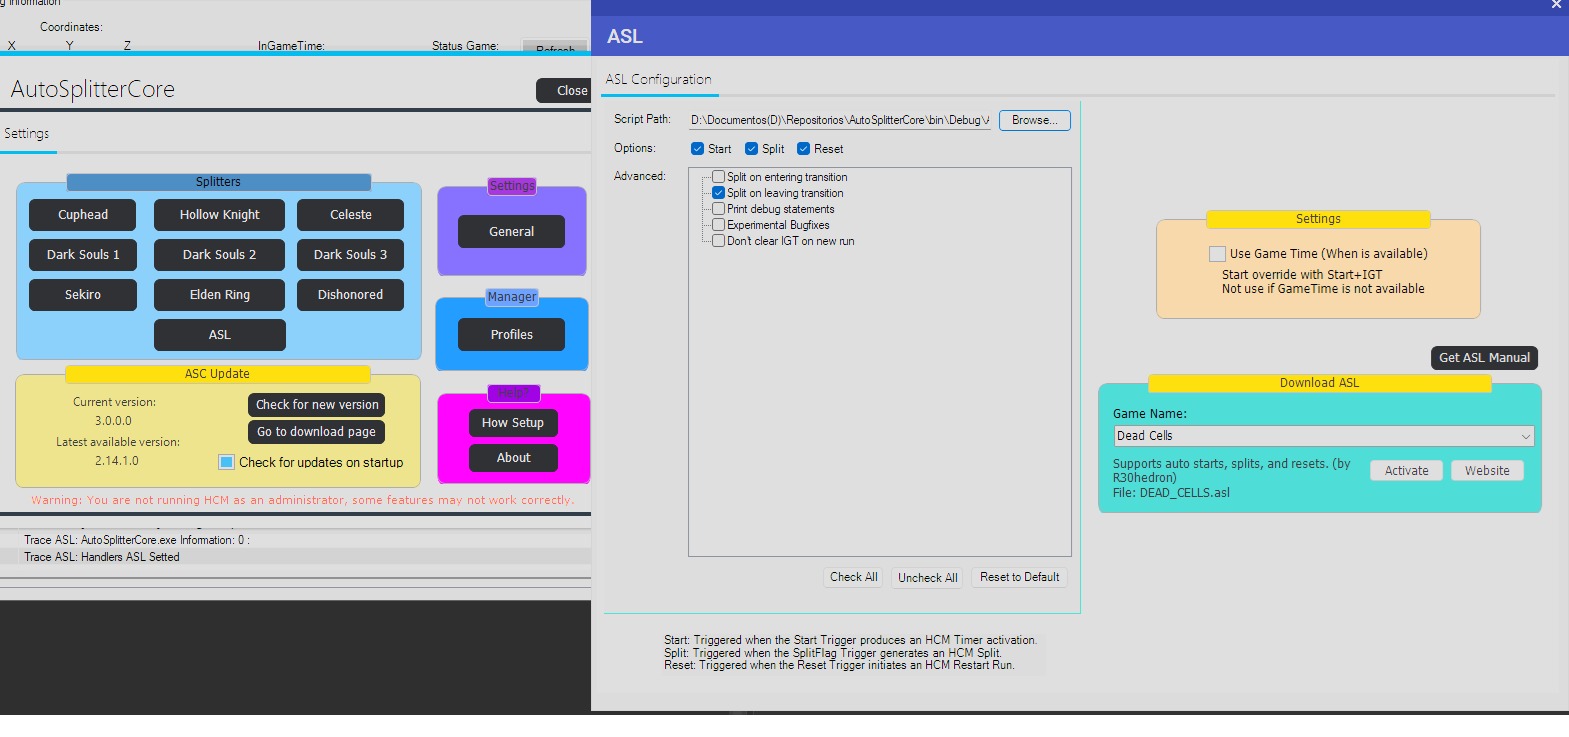 Information
Coordinates:
X Y Z InGameTime: Status Game: Refresh
AutoSplitterCore
Close
Settings
Splitters
Cuphead
Hollow Knight
Celeste
Dark Souls 1
Dark Souls 2
Dark Souls 3
Sekiro
Elden Ring
Dishonored
ASL
Settings
General
Manager
Profiles
ASC Update
Current version:
3.0.0.0
Latest available version:
2.14.1.0
Check for new version
Go to download page
Check for updates on startup
Help!
How Setup
About
Warning: You are not running HCM as an administrator, some features may not work correctly.
Trace ASL: AutoSplitterCore.exe Information: 0 :
Trace ASL: Handlers ASL Setted
ASL
ASL Configuration
Script Path: D:\Documentos(D)\Repositorios\AutoSplitterCore\bin\Debug\ Browse...
Options: Start Split Reset
Advanced:
Split on entering transition
Split on leaving transition
Print debug statements
Experimental Bugfixes
Don't clear IGT on new run
Check All
Uncheck All
Reset to Default
Start: Triggered when the Start Trigger produces an HCM Timer activation.
Split: Triggered when the SplitFlag Trigger generates an HCM Split.
Reset: Triggered when the Reset Trigger initiates an HCM Restart Run.
Settings
Use Game Time (When is available)
Start override with Start+IGT
Not use if GameTime is not available
Get ASL Manual
Download ASL
Game Name:
Dead Cells
Supports auto starts, splits, and resets. (by
R30hedron)
File: DEAD_CELLS.asl
Activate
Website